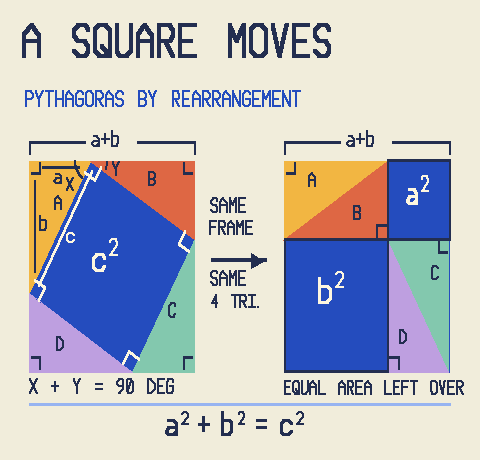 A SQUARE MOVES
PYTHAGORAS BY REARRANGEMENT
a+b
a+b
a X Y B
A
b
c
c²
C
D
SAME
FRAME
SAME
4 TRI.
A
B
a²
b²
C
D
X + Y = 90 DEG
EQUAL AREA LEFT OVER
a² + b² = c²